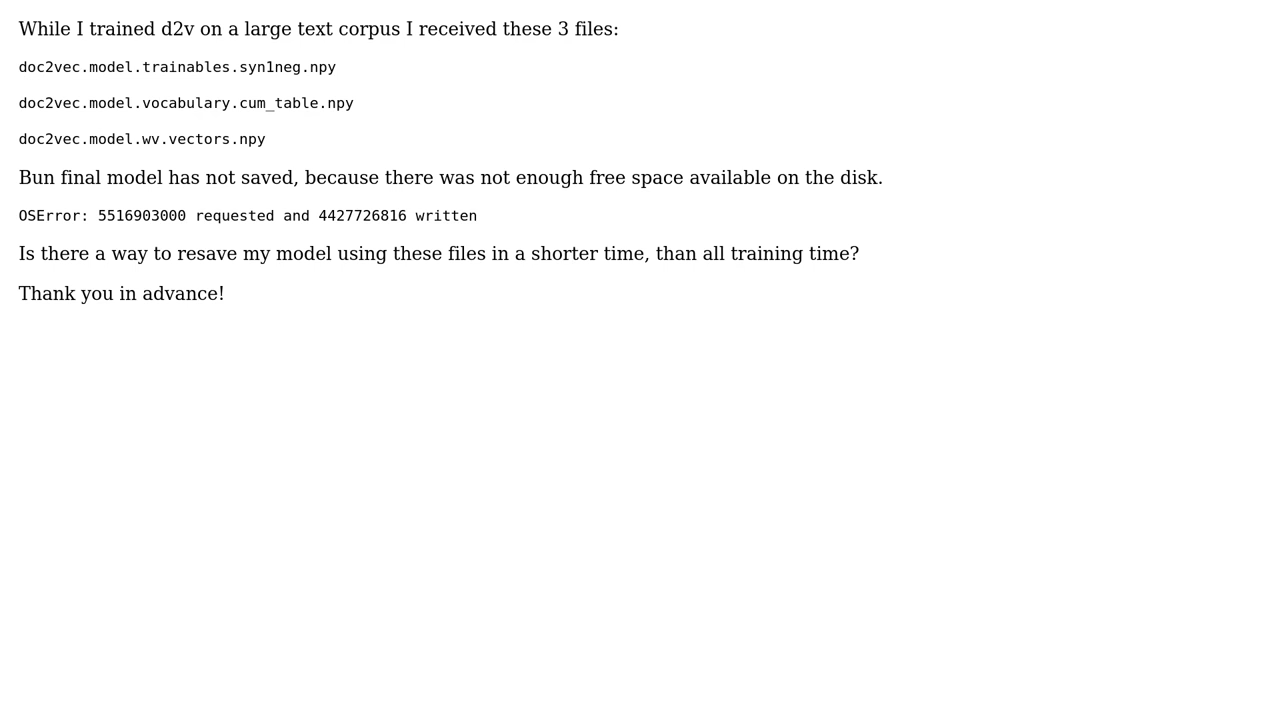 While I trained d2v on a large text corpus I received these 3 files:
doc2vec.model.trainables.syn1neg.npy
doc2vec.model.vocabulary.cum_table.npy
doc2vec.model.wv.vectors.npy
Bun final model has not saved, because there was not enough free space available on the disk.
OSError: 5516903000 requested and 4427726816 written
Is there a way to resave my model using these files in a shorter time, than all training time?
Thank you in advance!